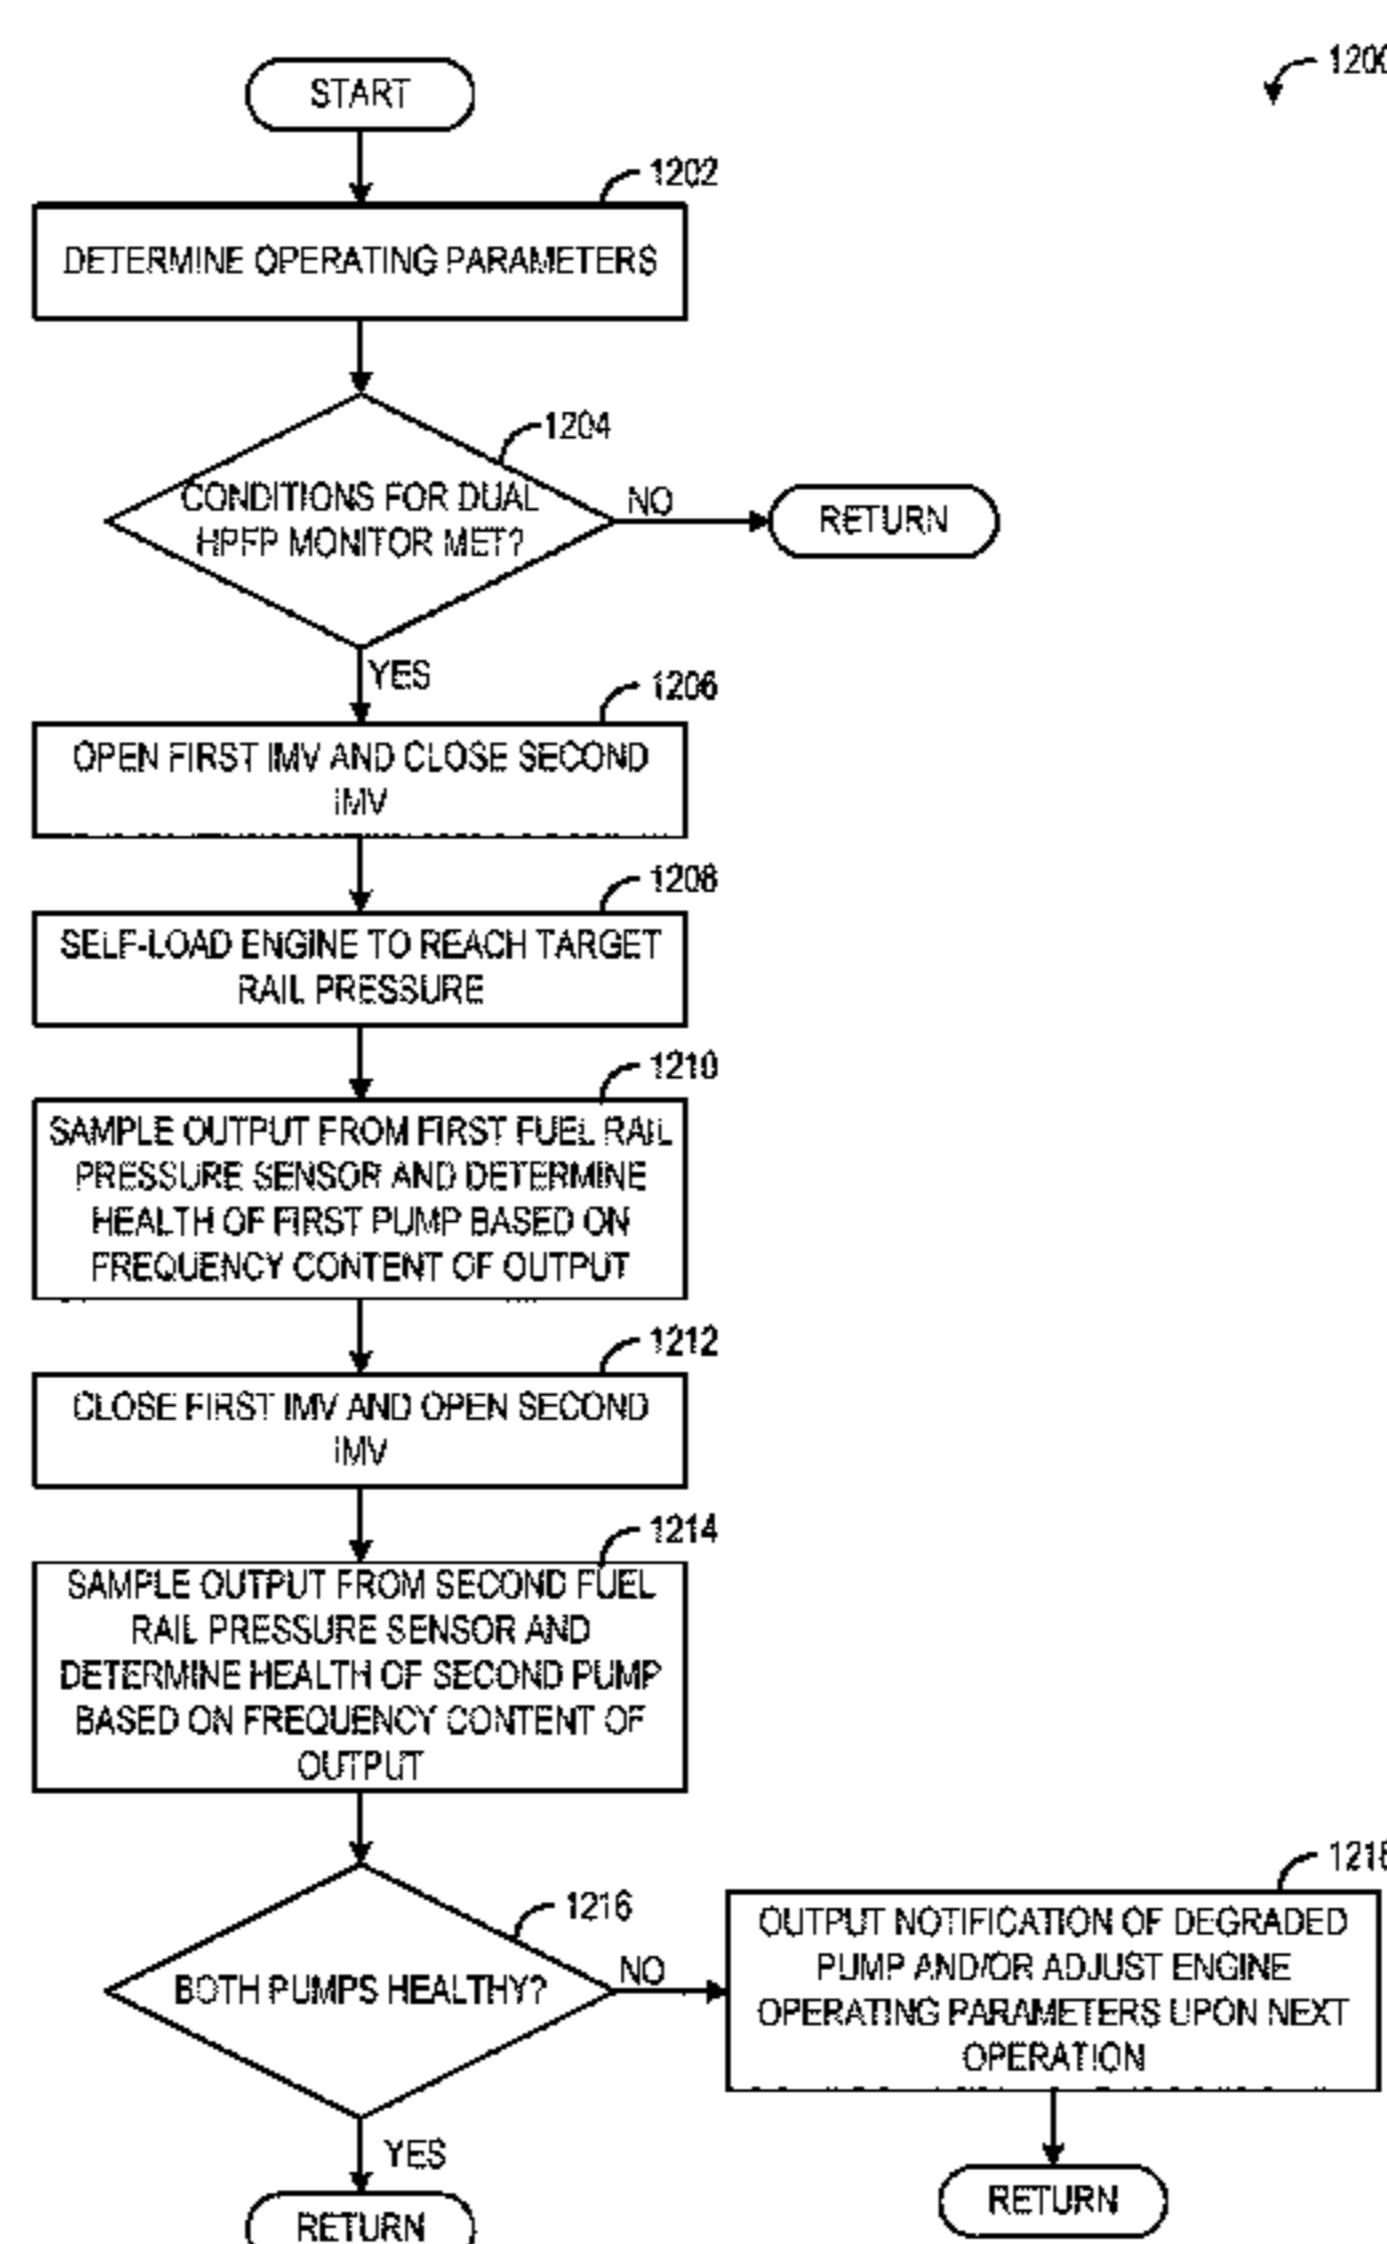 START
1200
1202
DETERMINE OPERATING PARAMETERS
1204
CONDITIONS FOR DUAL
HPFP MONITOR MET?
NO
RETURN
YES
1206
OPEN FIRST IMV AND CLOSE SECOND
IMV
1208
SELF-LOAD ENGINE TO REACH TARGET
RAIL PRESSURE
1210
SAMPLE OUTPUT FROM FIRST FUEL RAIL
PRESSURE SENSOR AND DETERMINE
HEALTH OF FIRST PUMP BASED ON
FREQUENCY CONTENT OF OUTPUT
1212
CLOSE FIRST IMV AND OPEN SECOND
IMV
1214
SAMPLE OUTPUT FROM SECOND FUEL
RAIL PRESSURE SENSOR AND
DETERMINE HEALTH OF SECOND PUMP
BASED ON FREQUENCY CONTENT OF
OUTPUT
1216
BOTH PUMPS HEALTHY?
NO
1218
OUTPUT NOTIFICATION OF DEGRADED
PUMP AND/OR ADJUST ENGINE
OPERATING PARAMETERS UPON NEXT
OPERATION
YES
RETURN
RETURN